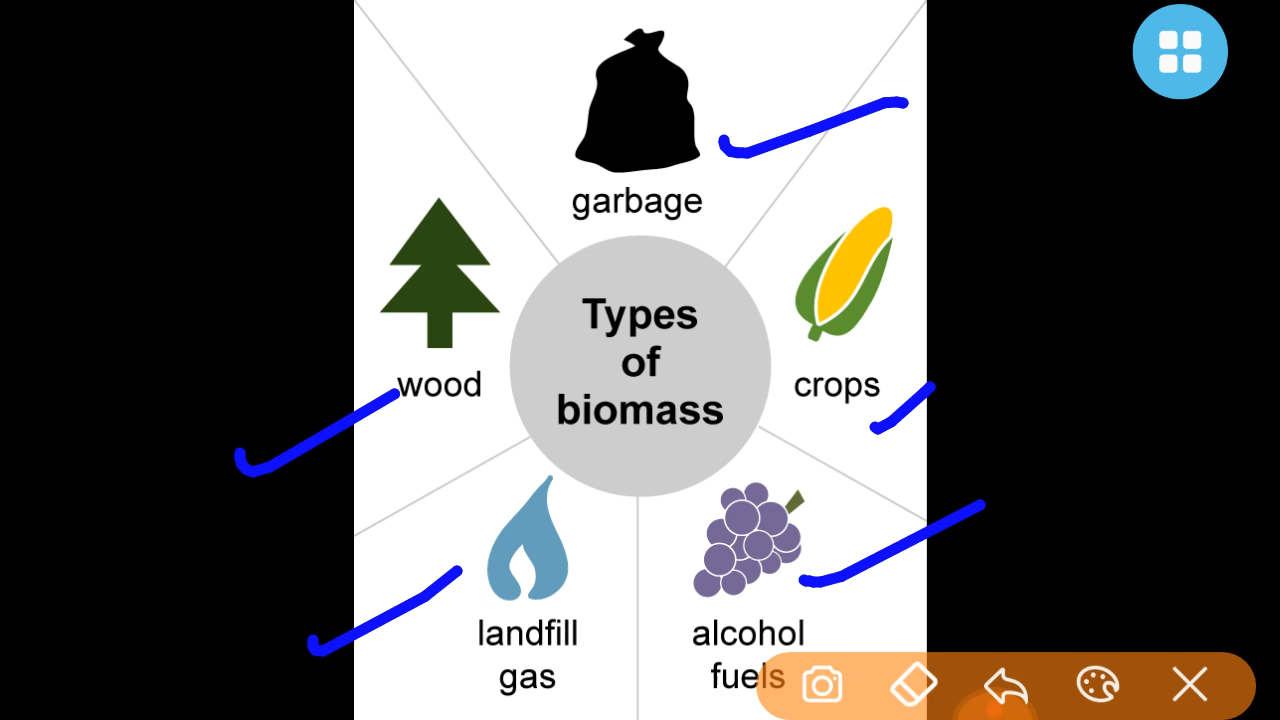 garbage
wood
Types
of
biomass
crops
landfill
gas
alcohol
fuels